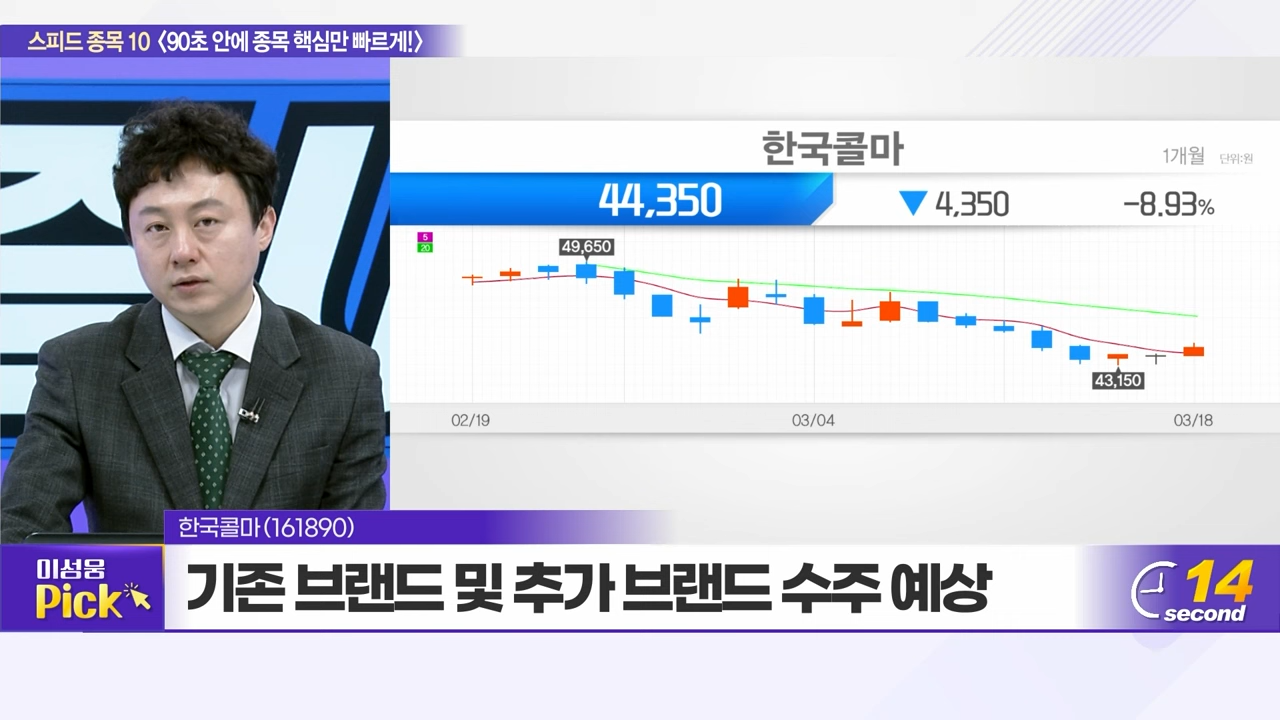 스피드 종목 10 〈90초 안에 종목 핵심만 빠르게!〉
한국콜마
1개월 단위:원
44,350 ▼ 4,350 -8.93%
5
20
49,650
43,150
02/19 03/04 03/18
한국콜마(161890)
미성웅
Pick
기존 브랜드 및 추가 브랜드 수주 예상
14
second